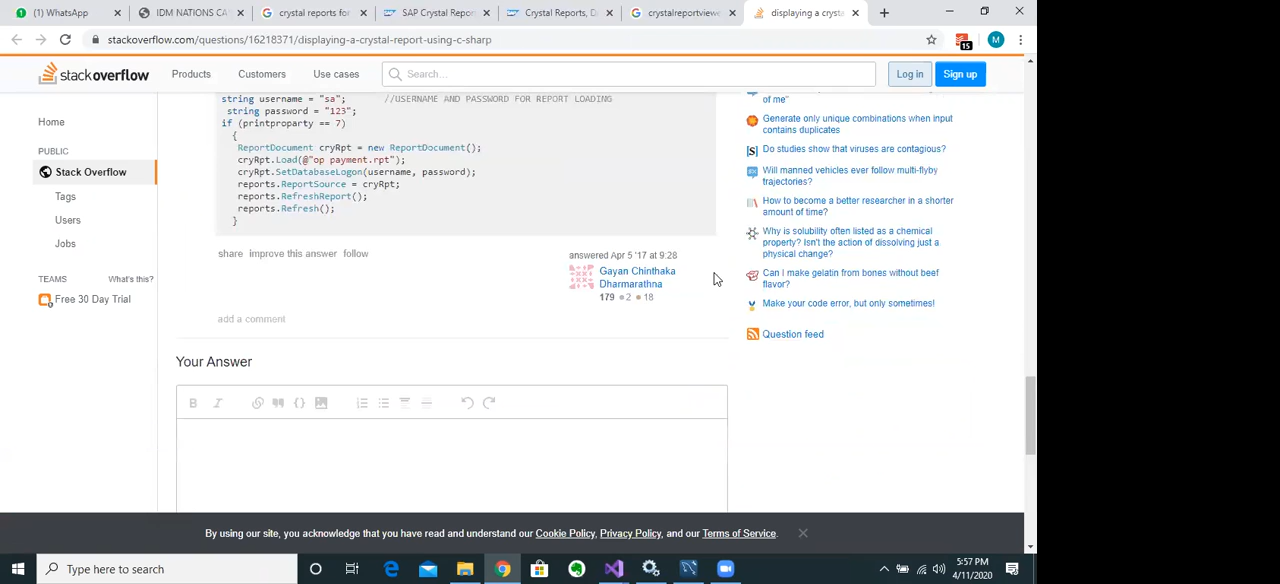 (1) WhatsApp
IDM NATIONS CA
crystal reports for
SAP Crystal Repor
Crystal Reports, D
crystalreportviewe
displaying a crysta
stackoverflow.com/questions/16218371/displaying-a-crystal-report-using-c-sharp
15
M
stackoverflow
Products
Customers
Use cases
Search...
Log in
Sign up
Home
PUBLIC
Stack Overflow
Tags
Users
Jobs
TEAMS
What's this?
Free 30 Day Trial
string username = "sa"; //USERNAME AND PASSWORD FOR REPORT LOADING
string password = "123";
if (printproparty == 7)
{
ReportDocument cryRpt = new ReportDocument();
cryRpt.Load(@"op payment.rpt");
cryRpt.SetDatabaseLogon(username, password);
reports.ReportSource = cryRpt;
reports.RefreshReport();
reports.Refresh();
}
share improve this answer follow
answered Apr 5 '17 at 9:28
Gayan Chinthaka
Dharmarathna
179 2 18
add a comment
Your Answer
B I
of me"
Generate only unique combinations when input
contains duplicates
Do studies show that viruses are contagious?
Will manned vehicles ever follow multi-flyby
trajectories?
How to become a better researcher in a shorter
amount of time?
Why is solubility often listed as a chemical
property? Isn't the action of dissolving just a
physical change?
Can I make gelatin from bones without beef
flavor?
Make your code error, but only sometimes!
Question feed
By using our site, you acknowledge that you have read and understand our Cookie Policy, Privacy Policy, and our Terms of Service.
Type here to search
5:57 PM
4/11/2020